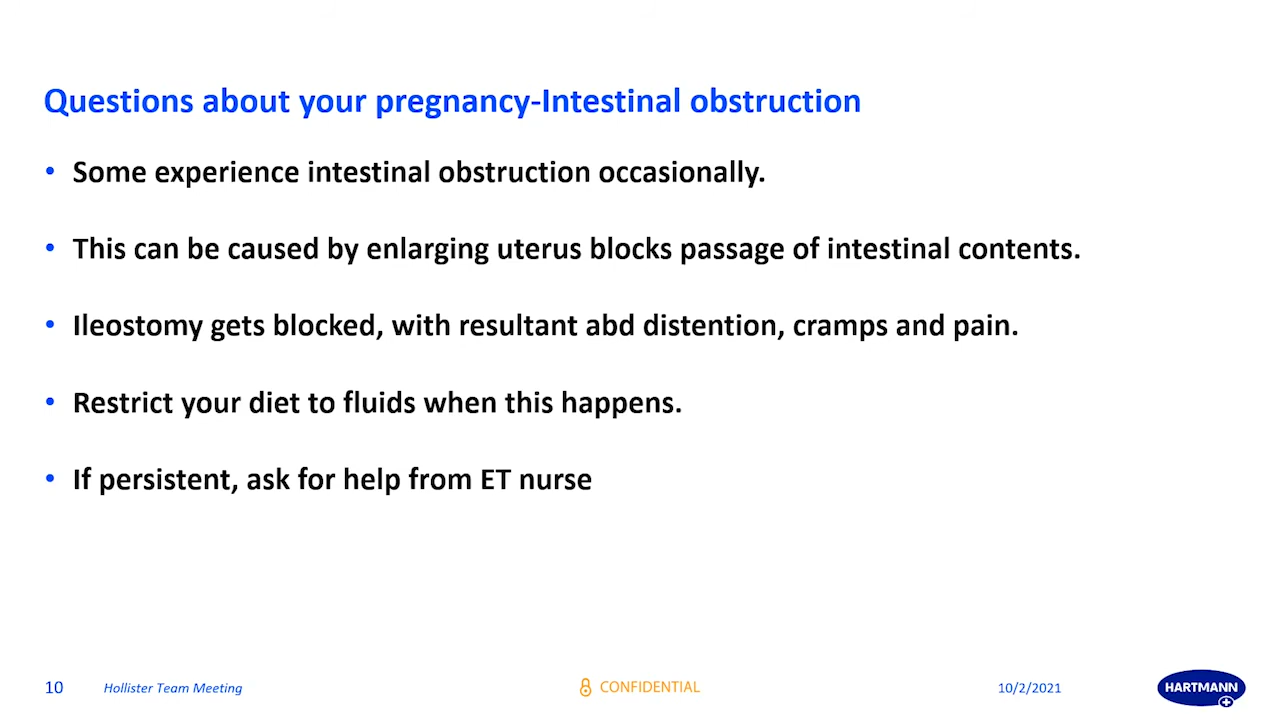 Questions about your pregnancy-Intestinal obstruction
• Some experience intestinal obstruction occasionally.
• This can be caused by enlarging uterus blocks passage of intestinal contents.
• Ileostomy gets blocked, with resultant abd distention, cramps and pain.
• Restrict your diet to fluids when this happens.
• If persistent, ask for help from ET nurse
10 Hollister Team Meeting CONFIDENTIAL 10/2/2021 HARTMANN